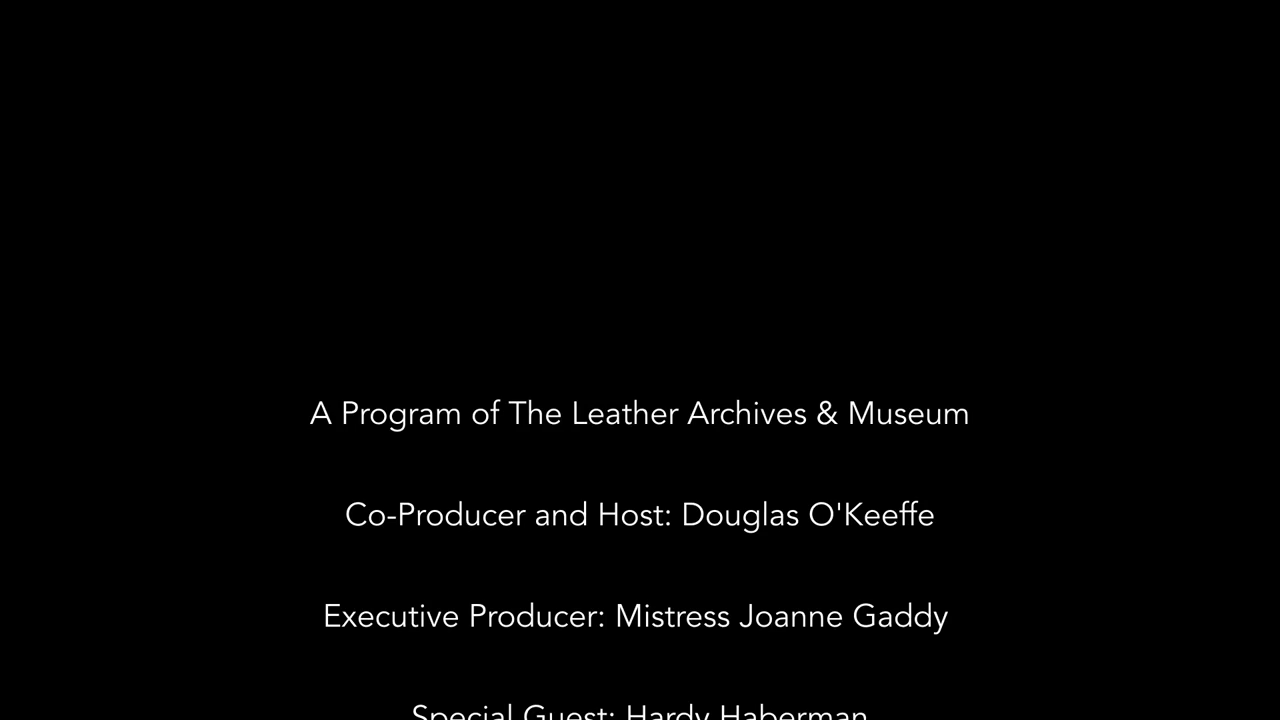 A Program of The Leather Archives & Museum
Co-Producer and Host: Douglas O'Keeffe
Executive Producer: Mistress Joanne Gaddy
Special Guest: Hardy Haberman